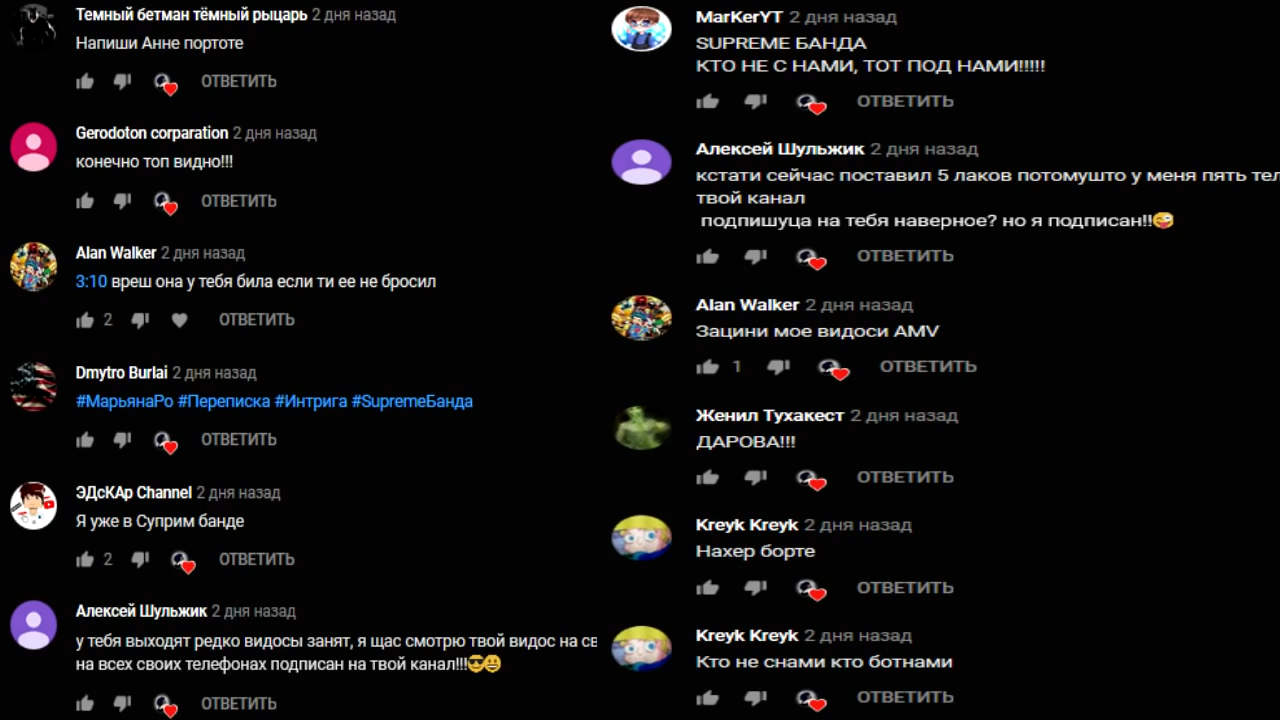 Темный бетман тёмный рыцарь 2 дня назад
Напиши Анне портоте
ОТВЕТИТЬ
Gerodoton corparation 2 дня назад
конечно топ видно!!!
ОТВЕТИТЬ
Alan Walker 2 дня назад
3:10 вреш она у тебя била если ти ее не бросил
2 ОТВЕТИТЬ
Dmytro Burlai 2 дня назад
#МарьянаРо #Переписка #Интрига #SupremeБанда
ОТВЕТИТЬ
ЭДсКАр Channel 2 дня назад
Я уже в Суприм банде
2 ОТВЕТИТЬ
Алексей Шульжик 2 дня назад
у тебя выходят редко видосы занят, я щас смотрю твой видос на св
на всех своих телефонах подписан на твой канал!!!😎😀
ОТВЕТИТЬ
MarKerYT 2 дня назад
SUPREME БАНДА
КТО НЕ С НАМИ, ТОТ ПОД НАМИ!!!!!
ОТВЕТИТЬ
Алексей Шульжик 2 дня назад
кстати сейчас поставил 5 лаков потомушто у меня пять тел
твой канал
подпишуца на тебя наверное? но я подписан!!😜
ОТВЕТИТЬ
Alan Walker 2 дня назад
Зацини мое видоси AMV
1 ОТВЕТИТЬ
Женил Тухакест 2 дня назад
ДАРОВА!!!
ОТВЕТИТЬ
Kreyk Kreyk 2 дня назад
Нахер борте
ОТВЕТИТЬ
Kreyk Kreyk 2 дня назад
Кто не снами кто ботнами
ОТВЕТИТЬ